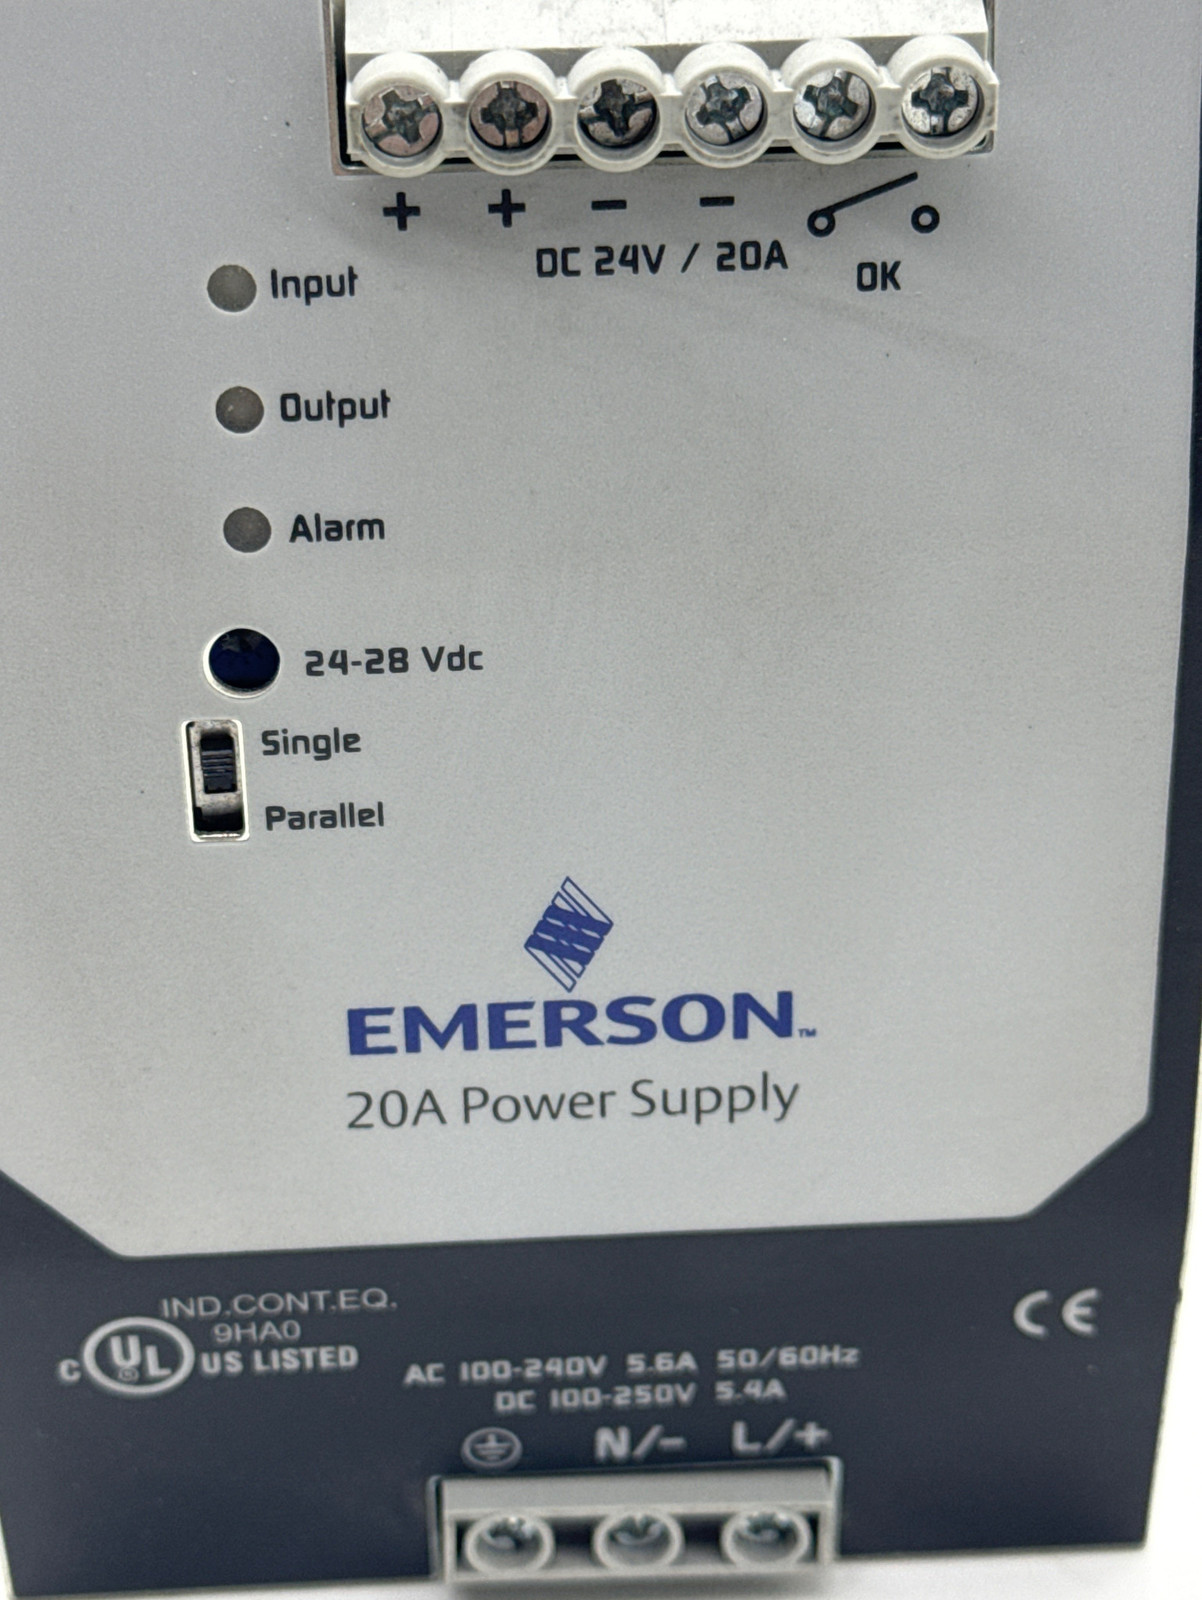 + + − −
DC 24V / 20A
OK
Input
Output
Alarm
24-28 Vdc
Single
Parallel
EMERSON™
20A Power Supply
IND.CONT.EQ.
9HA0
C UL US LISTED
CE
AC 100-240V 5.6A 50/60Hz
DC 100-250V 5.4A
N/- L/+